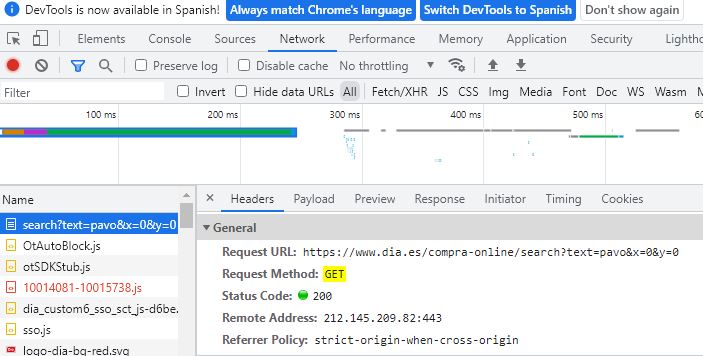 DevTools is now available in Spanish! Always match Chrome's language Switch DevTools to Spanish Don't show again
Elements Console Sources Network Performance Memory Application Security Lighth
Preserve log Disable cache No throttling
Filter Invert Hide data URLs All Fetch/XHR JS CSS Img Media Font Doc WS Wasm M
100 ms 200 ms 300 ms 400 ms 500 ms 60
Name
search?text=pavo&x=0&y=0
OtAutoBlock.js
otSDKStub.js
10014081-10015738.js
dia_custom6_sso_sct_js-d6be.
sso.js
logo-dia-bg-red.svg
Headers Payload Preview Response Initiator Timing Cookies
General
Request URL: https://www.dia.es/compra-online/search?text=pavo&x=0&y=0
Request Method: GET
Status Code: 200
Remote Address: 212.145.209.82:443
Referrer Policy: strict-origin-when-cross-origin